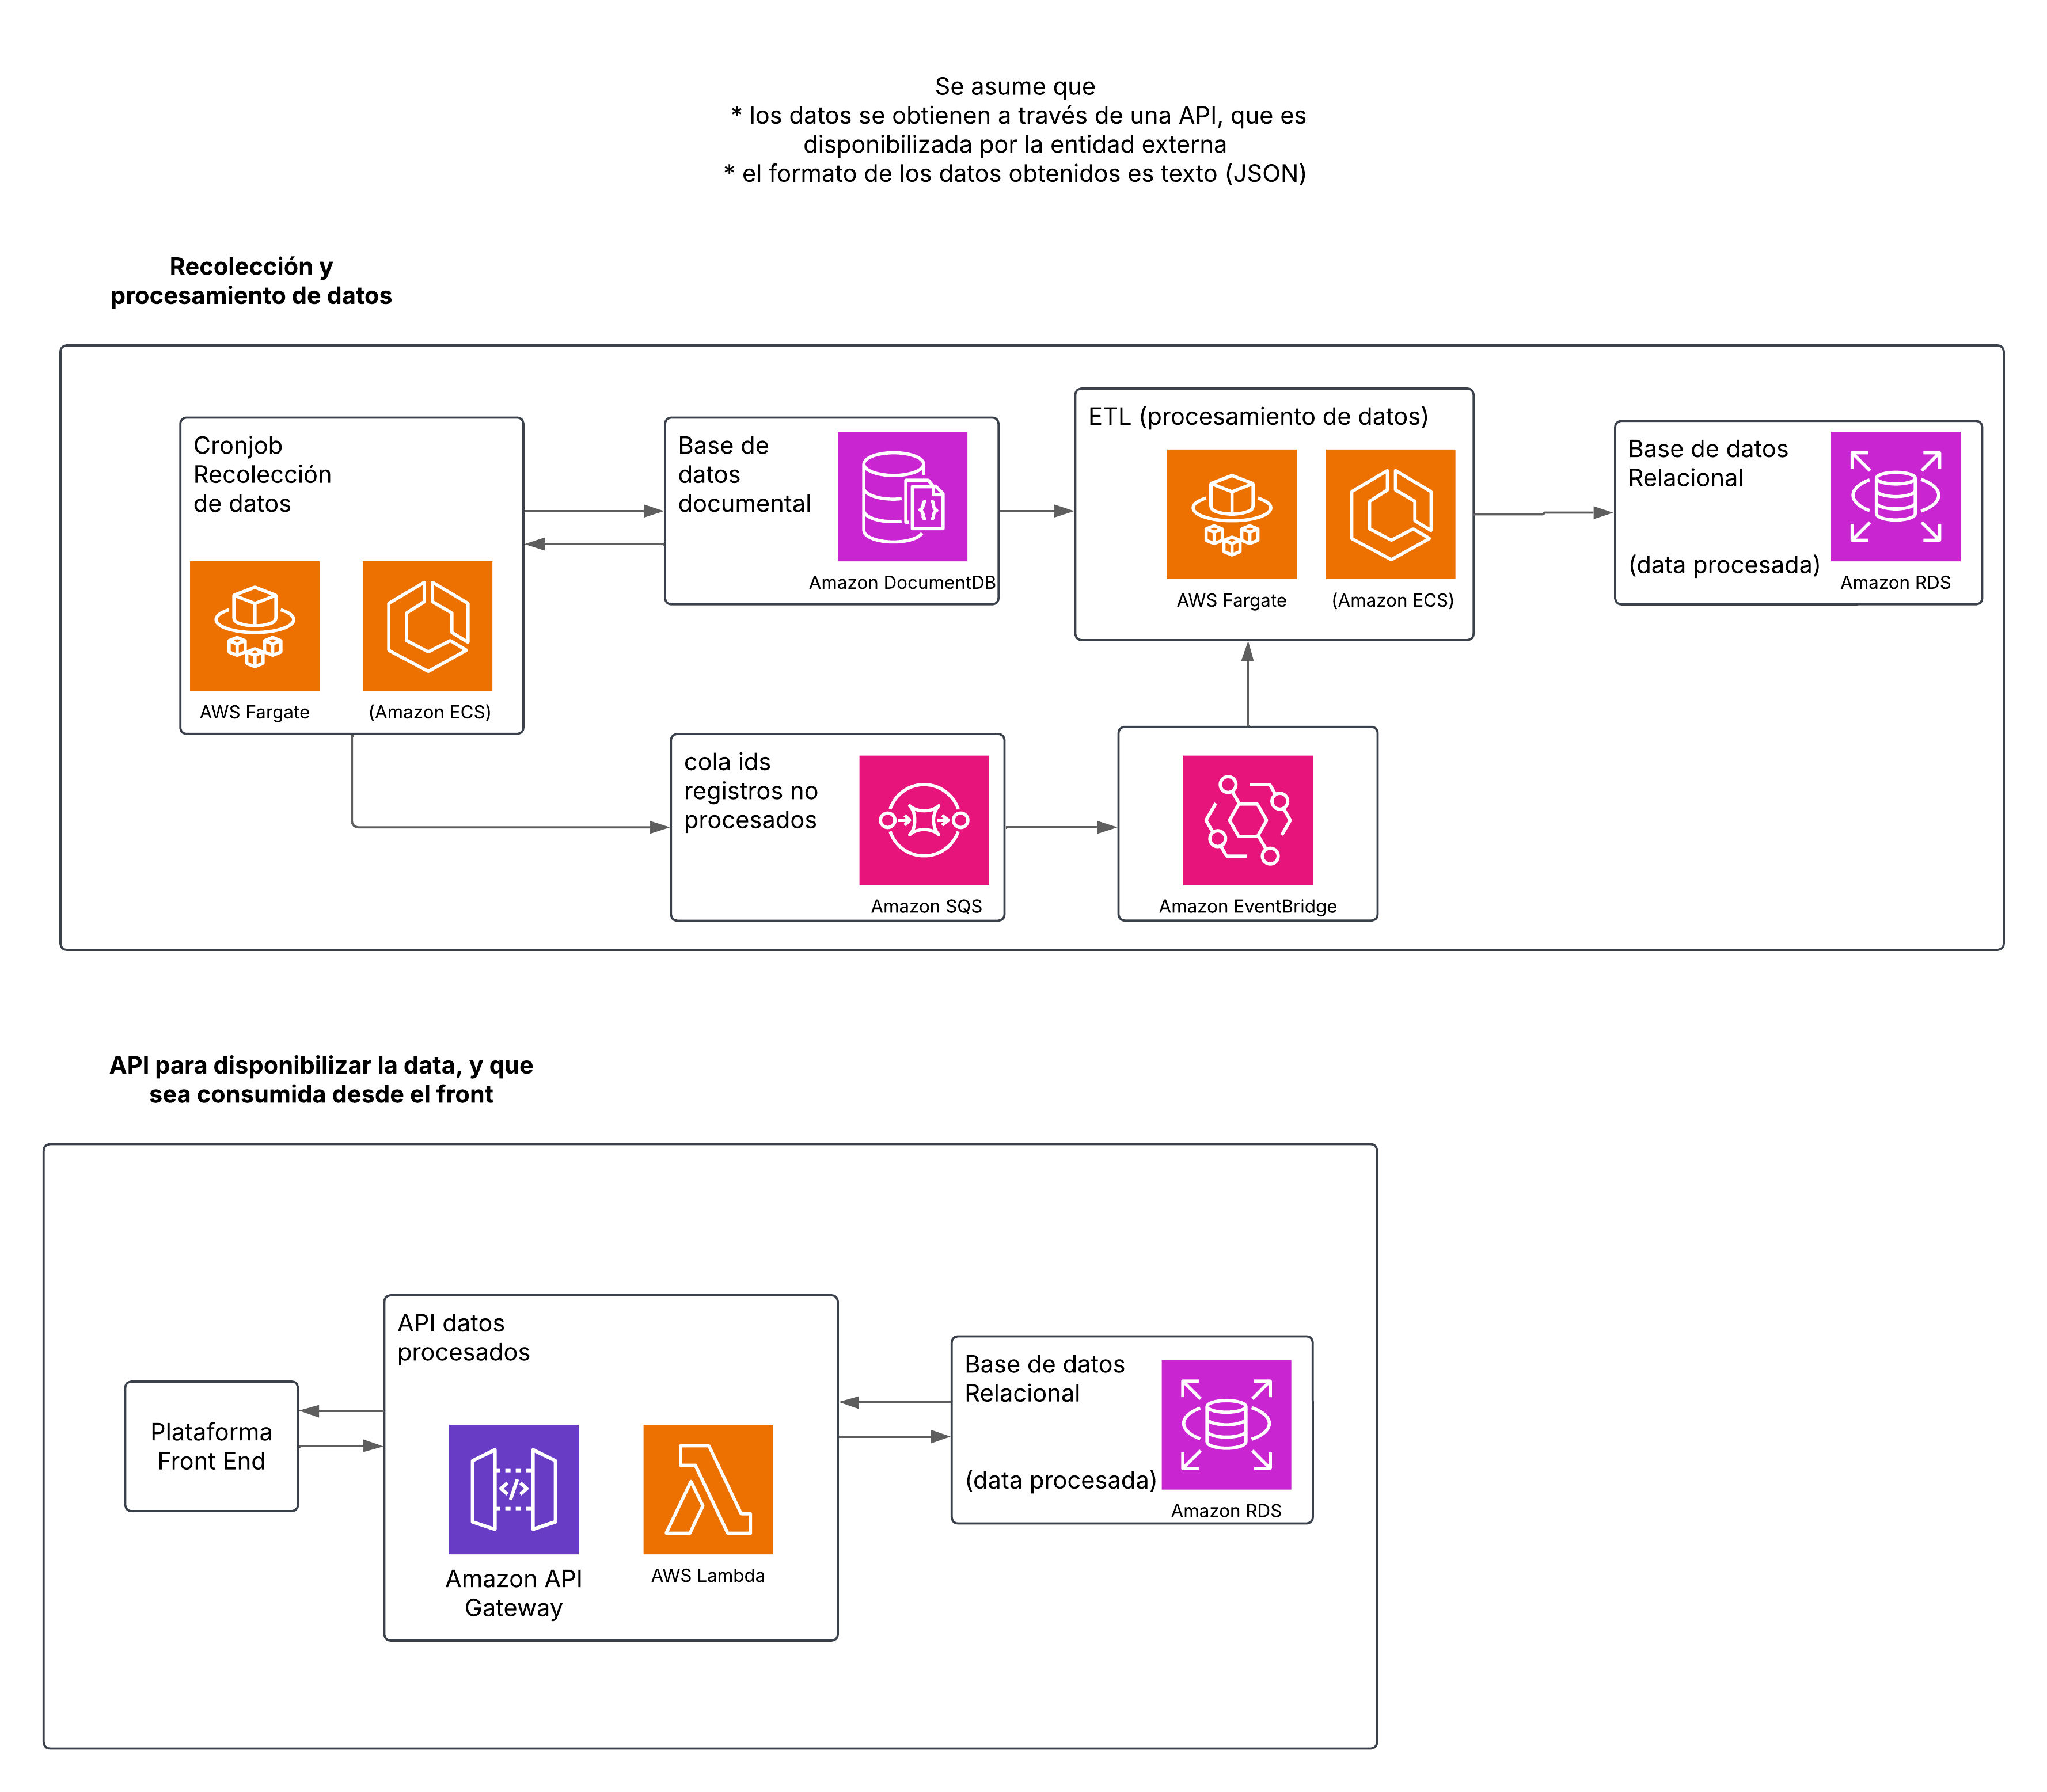 Se asume que
* los datos se obtienen a través de una API, que es
disponibilizada por la entidad externa
* el formato de los datos obtenidos es texto (JSON)
Recolección y
procesamiento de datos
Cronjob
Recolección
de datos
AWS Fargate
(Amazon ECS)
Base de
datos
documental
Amazon DocumentDB
ETL (procesamiento de datos)
AWS Fargate
(Amazon ECS)
Base de datos
Relacional
(data procesada)
Amazon RDS
cola ids
registros no
procesados
Amazon SQS
Amazon EventBridge
API para disponibilizar la data, y que
sea consumida desde el front
Plataforma
Front End
API datos
procesados
Amazon API
Gateway
AWS Lambda
Base de datos
Relacional
(data procesada)
Amazon RDS